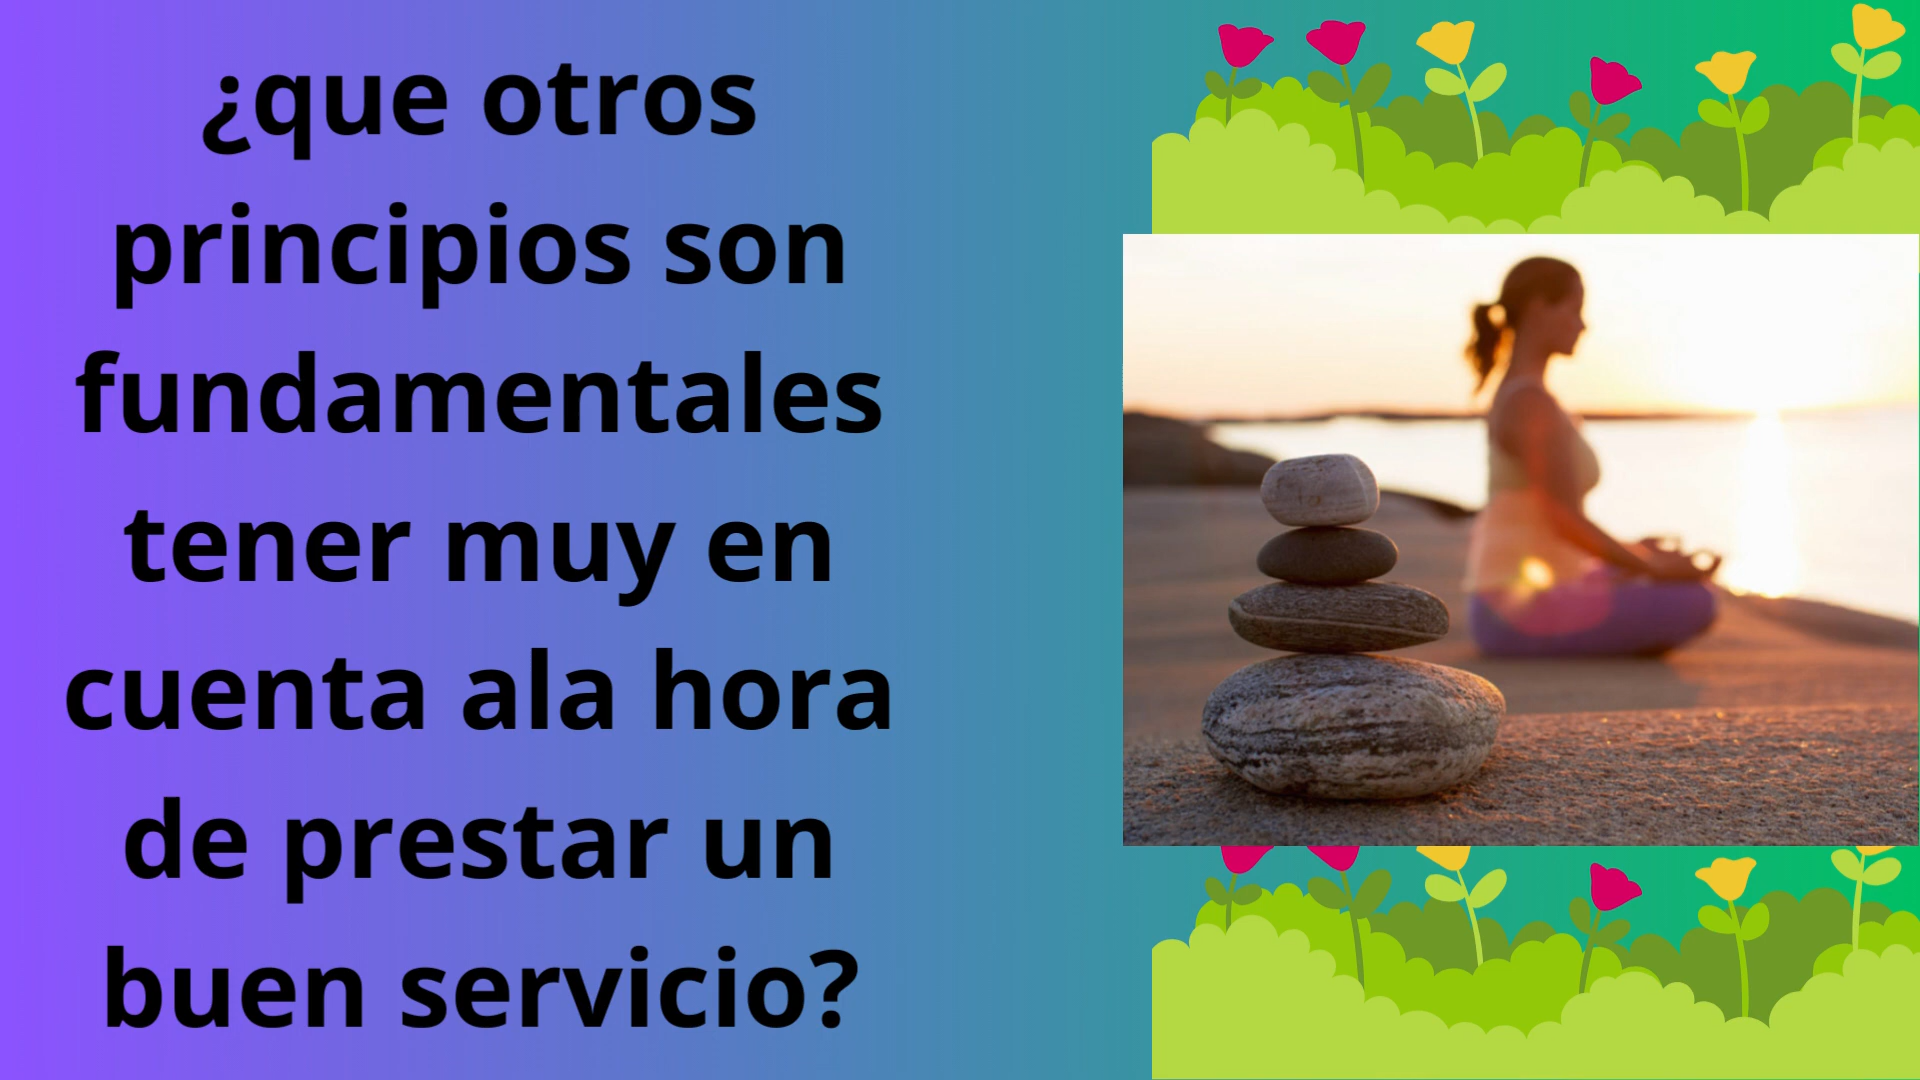 ¿que otros
principios son
fundamentales
tener muy en
cuenta ala hora
de prestar un
buen servicio?